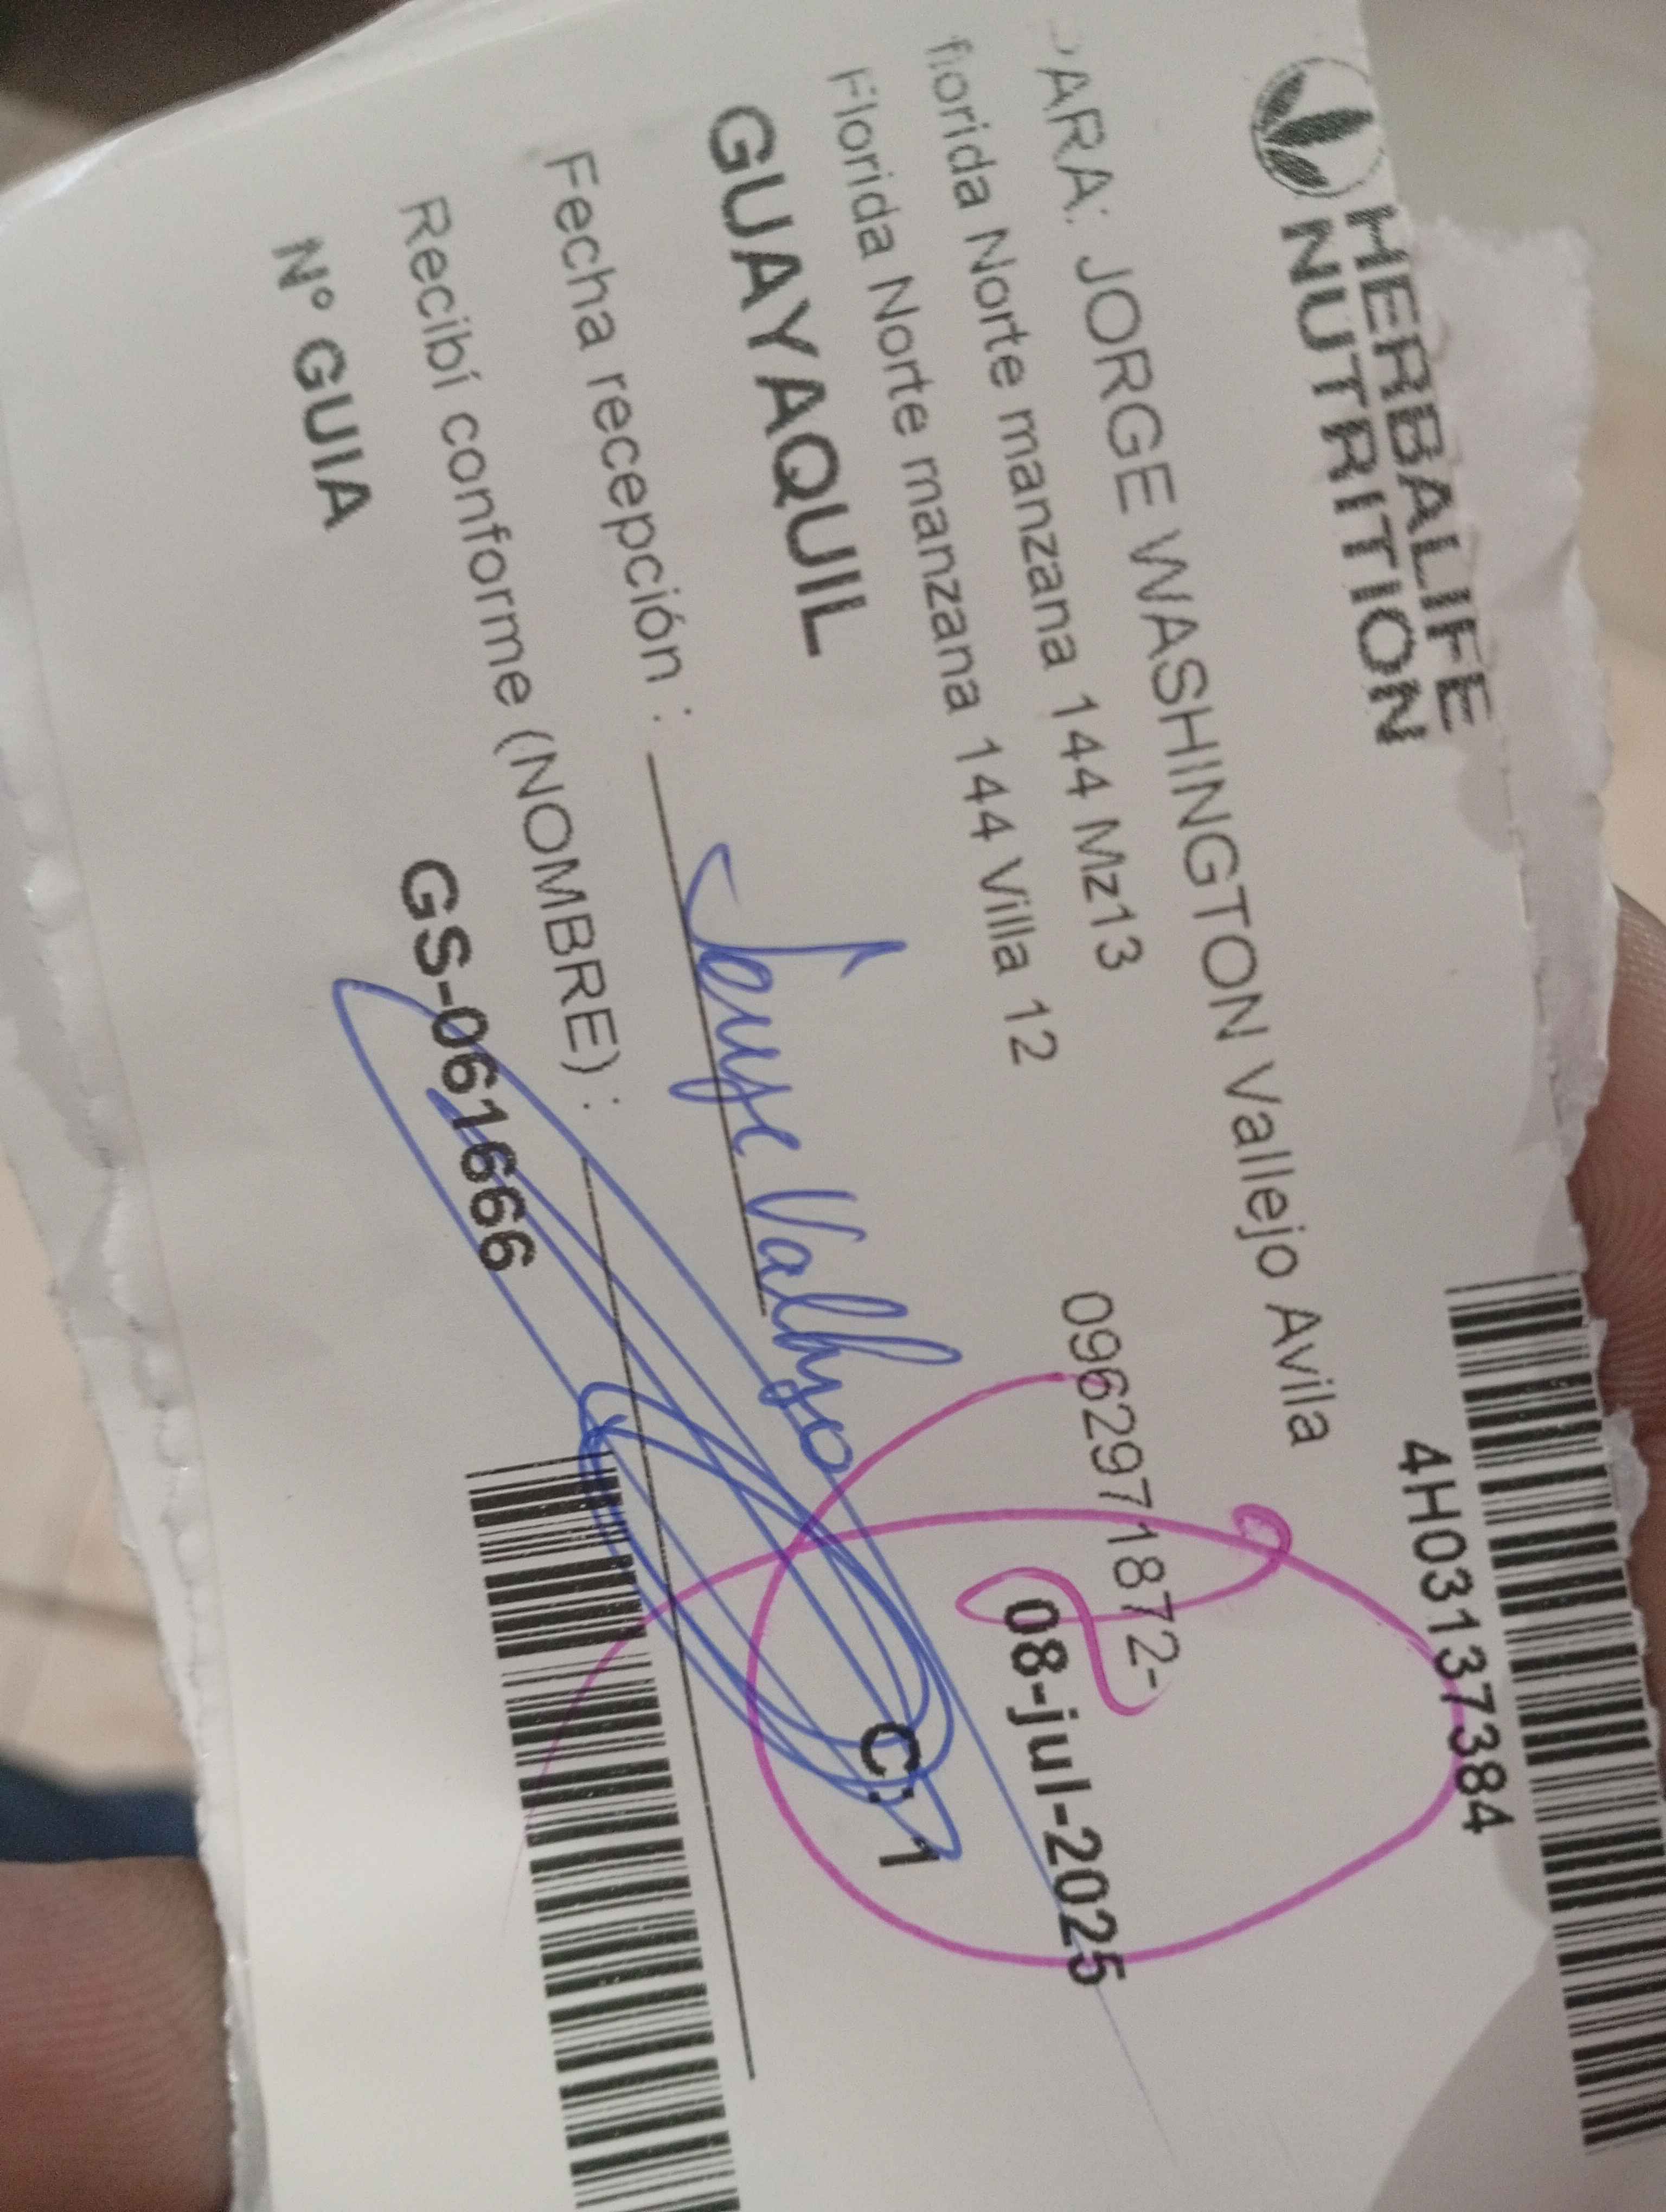 HERBALIFE
NUTRITION
4H03137384
PARA: JORGE WASHINGTON Vallejo Avila
florida Norte manzana 144 Mz13
0962971872-
Florida Norte manzana 144 Villa 12
08-jul-2025
GUAYAQUIL
C: 1
Fecha recepción : Jorge Vallejo
Recibí conforme (NOMBRE) :
Nº GUIA
GS-061666